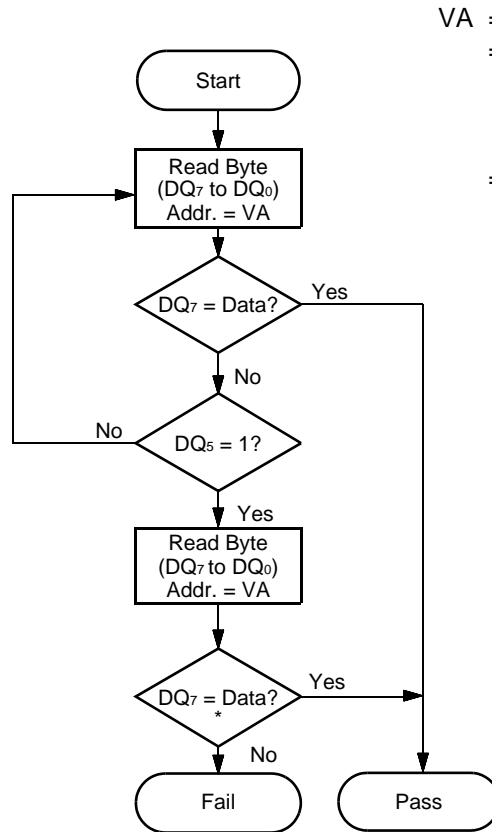 VA =
=
=
Start
Read Byte
(DQ7 to DQ0)
Addr. = VA
DQ7 = Data?
Yes
No
DQ5 = 1?
No
Yes
Read Byte
(DQ7 to DQ0)
Addr. = VA
DQ7 = Data?
*
Yes
No
Fail
Pass